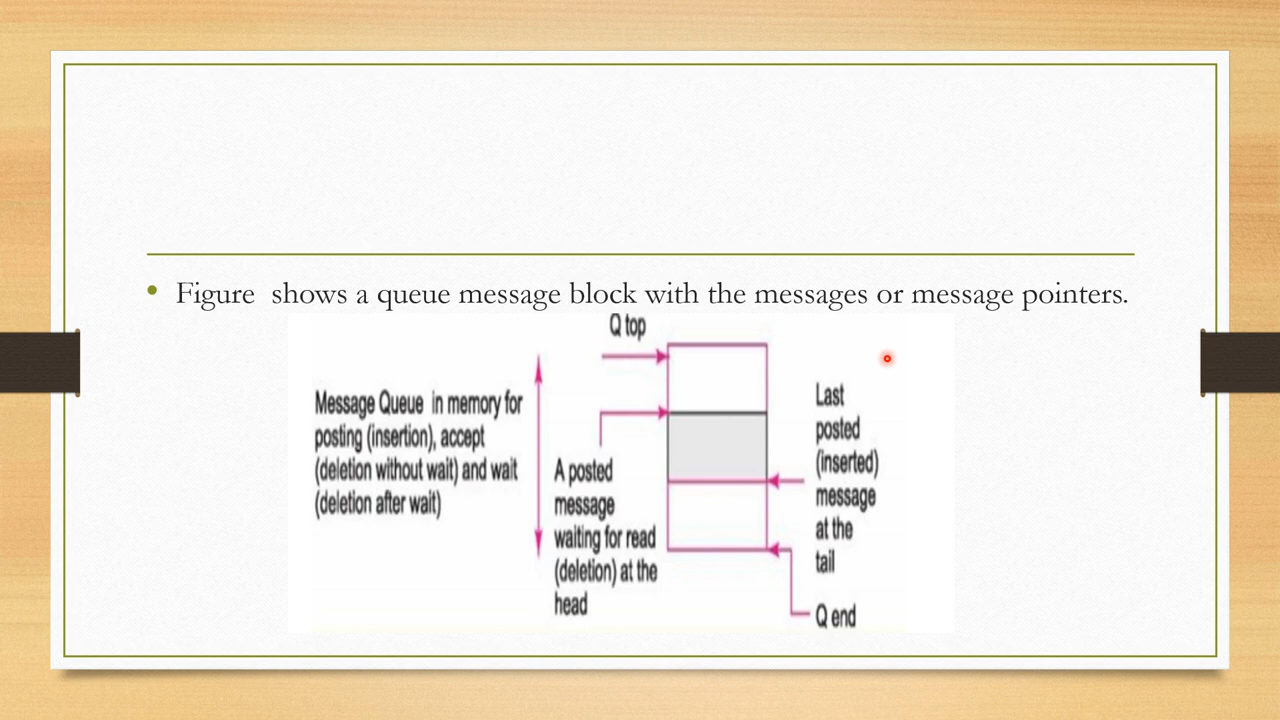 • Figure  shows a queue message block with the messages or message pointers.
Q top
Message Queue in memory for
posting (insertion), accept
(deletion without wait) and wait
(deletion after wait)
A posted
message
waiting for read
(deletion) at the
head
Last
posted
(inserted)
message
at the
tail
Q end